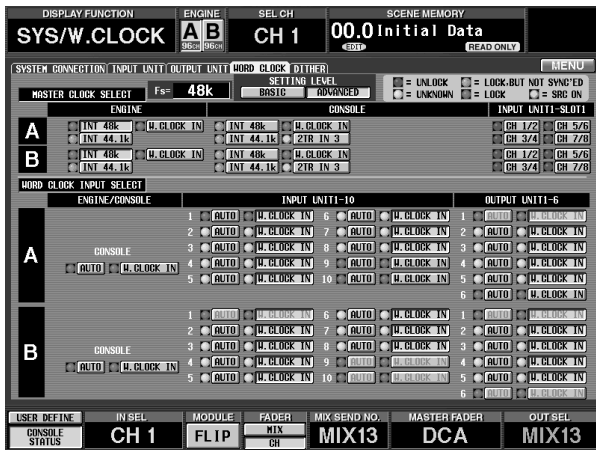 DISPLAY FUNCTION ENGINE SEL CH SCENE MEMORY
SYS/W.CLOCK A B CH 1 00.0 Initial Data
96CH 96CH EDIT READ ONLY
SYSTEM CONNECTION INPUT UNIT OUTPUT UNIT WORD CLOCK DITHER MENU
MASTER CLOCK SELECT Fs= 48k SETTING LEVEL BASIC ADVANCED
= UNLOCK = LOCK.BUT NOT SYNC'ED
= UNKNOWN = LOCK = SRC ON
ENGINE CONSOLE INPUT UNIT1-SLOT1
A INT 48k W.CLOCK IN INT 48k W.CLOCK IN CH 1/2 CH 5/6
INT 44.1k INT 44.1k 2TR IN 3 CH 3/4 CH 7/8
B INT 48k W.CLOCK IN INT 48k W.CLOCK IN CH 1/2 CH 5/6
INT 44.1k INT 44.1k 2TR IN 3 CH 3/4 CH 7/8
WORD CLOCK INPUT SELECT
ENGINE/CONSOLE INPUT UNIT1-10 OUTPUT UNIT1-6
A
CONSOLE
AUTO W.CLOCK IN
1 AUTO W.CLOCK IN 6 AUTO W.CLOCK IN 1 AUTO W.CLOCK IN
2 AUTO W.CLOCK IN 7 AUTO W.CLOCK IN 2 AUTO W.CLOCK IN
3 AUTO W.CLOCK IN 8 AUTO W.CLOCK IN 3 AUTO W.CLOCK IN
4 AUTO W.CLOCK IN 9 AUTO W.CLOCK IN 4 AUTO W.CLOCK IN
5 AUTO W.CLOCK IN 10 AUTO W.CLOCK IN 5 AUTO W.CLOCK IN
6 AUTO W.CLOCK IN
B
CONSOLE
AUTO W.CLOCK IN
1 AUTO W.CLOCK IN 6 AUTO W.CLOCK IN 1 AUTO W.CLOCK IN
2 AUTO W.CLOCK IN 7 AUTO W.CLOCK IN 2 AUTO W.CLOCK IN
3 AUTO W.CLOCK IN 8 AUTO W.CLOCK IN 3 AUTO W.CLOCK IN
4 AUTO W.CLOCK IN 9 AUTO W.CLOCK IN 4 AUTO W.CLOCK IN
5 AUTO W.CLOCK IN 10 AUTO W.CLOCK IN 5 AUTO W.CLOCK IN
6 AUTO W.CLOCK IN
USER DEFINE IN SEL MODULE FADER MIX SEND NO. MASTER FADER OUT SEL
CONSOLE STATUS CH 1 FLIP MIX CH MIX13 DCA MIX13